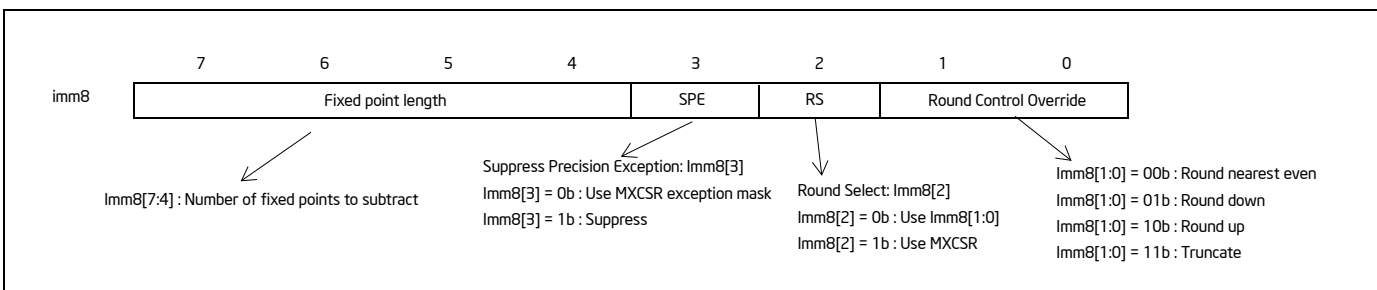 7 6 5 4 3 2 1 0
imm8 Fixed point length SPE RS Round Control Override
Imm8[7:4] : Number of fixed points to subtract
Suppress Precision Exception: Imm8[3]
Imm8[3] = 0b : Use MXCSR exception mask
Imm8[3] = 1b : Suppress
Round Select: Imm8[2]
Imm8[2] = 0b : Use Imm8[1:0]
Imm8[2] = 1b : Use MXCSR
Imm8[1:0] = 00b : Round nearest even
Imm8[1:0] = 01b : Round down
Imm8[1:0] = 10b : Round up
Imm8[1:0] = 11b : Truncate